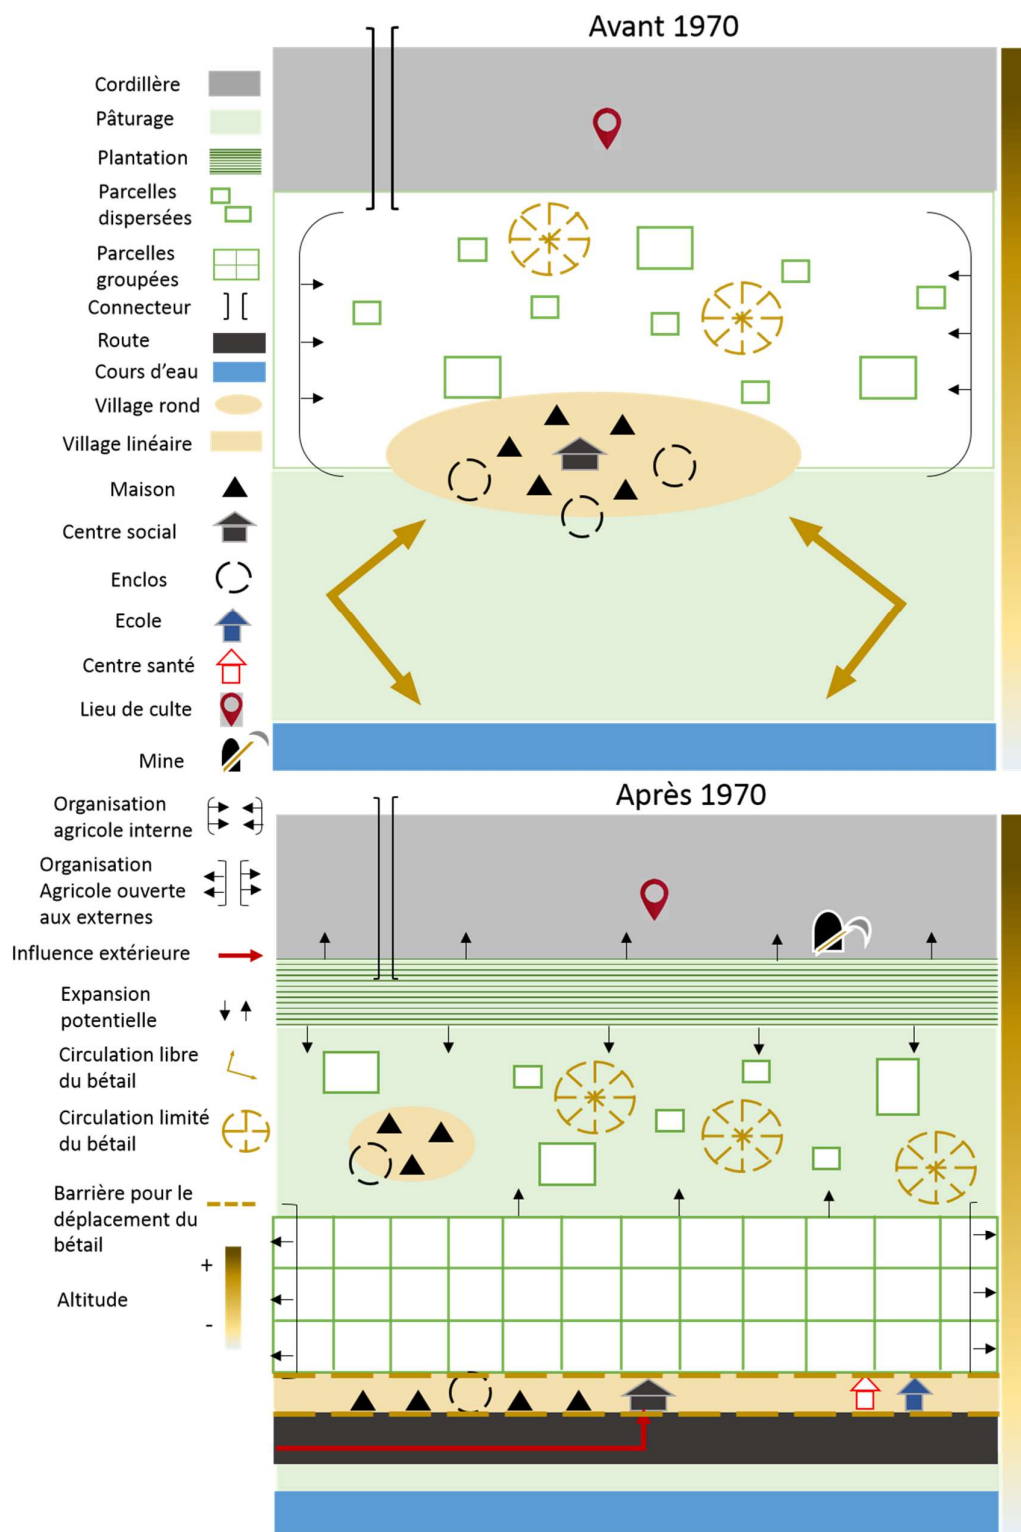 Avant 1970
Cordillère
Pâturage
Plantation
Parcelles
dispersées
Parcelles
groupées
Connecteur
Route
Cours d'eau
Village rond
Village linéaire
Maison
Centre social
Enclos
Ecole
Centre santé
Lieu de culte
Mine
Après 1970
Organisation
agricole interne
Organisation
Agricole ouverte
aux externes
Influence extérieure
Expansion
potentielle
Circulation libre
du bétail
Circulation limité
du bétail
Barrière pour le
déplacement du
bétail
+
Altitude
-